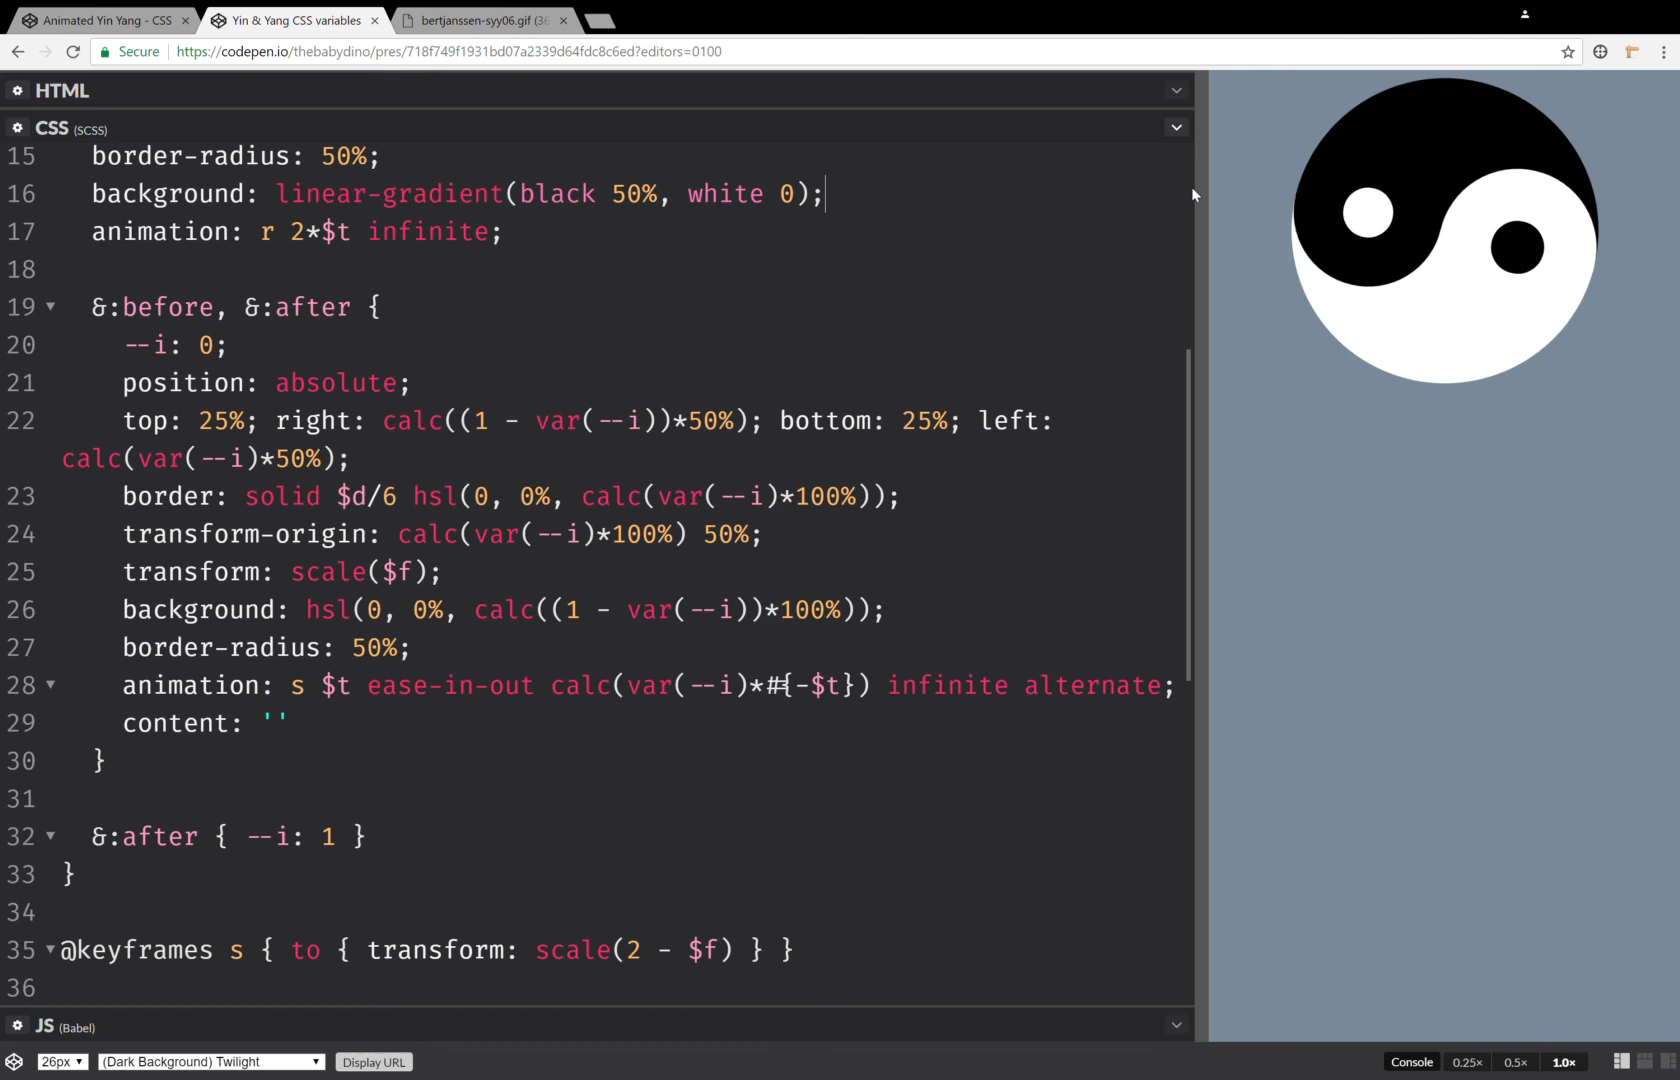 Animated Yin Yang - CSS
Yin & Yang CSS variables
bertjanssen-syy06.gif (36
Secure
https://codepen.io/thebabydino/pres/718f749f1931bd07a2339d64fdc8c6ed?editors=0100
HTML
CSS (SCSS)
15 border-radius: 50%;
16 background: linear-gradient(black 50%, white 0);
17 animation: r 2*$t infinite;
18
19 &:before, &:after {
20 --i: 0;
21 position: absolute;
22 top: 25%; right: calc((1 - var(--i))*50%); bottom: 25%; left:
calc(var(--i)*50%);
23 border: solid $d/6 hsl(0, 0%, calc(var(--i)*100%));
24 transform-origin: calc(var(--i)*100%) 50%;
25 transform: scale($f);
26 background: hsl(0, 0%, calc((1 - var(--i))*100%));
27 border-radius: 50%;
28 animation: s $t ease-in-out calc(var(--i)*#{-$t}) infinite alternate;
29 content: ''
30 }
31
32 &:after { --i: 1 }
33 }
34
35 @keyframes s { to { transform: scale(2 - $f) } }
36
JS (Babel)
26px
(Dark Background) Twilight
Display URL
Console
0.25×
0.5×
1.0×